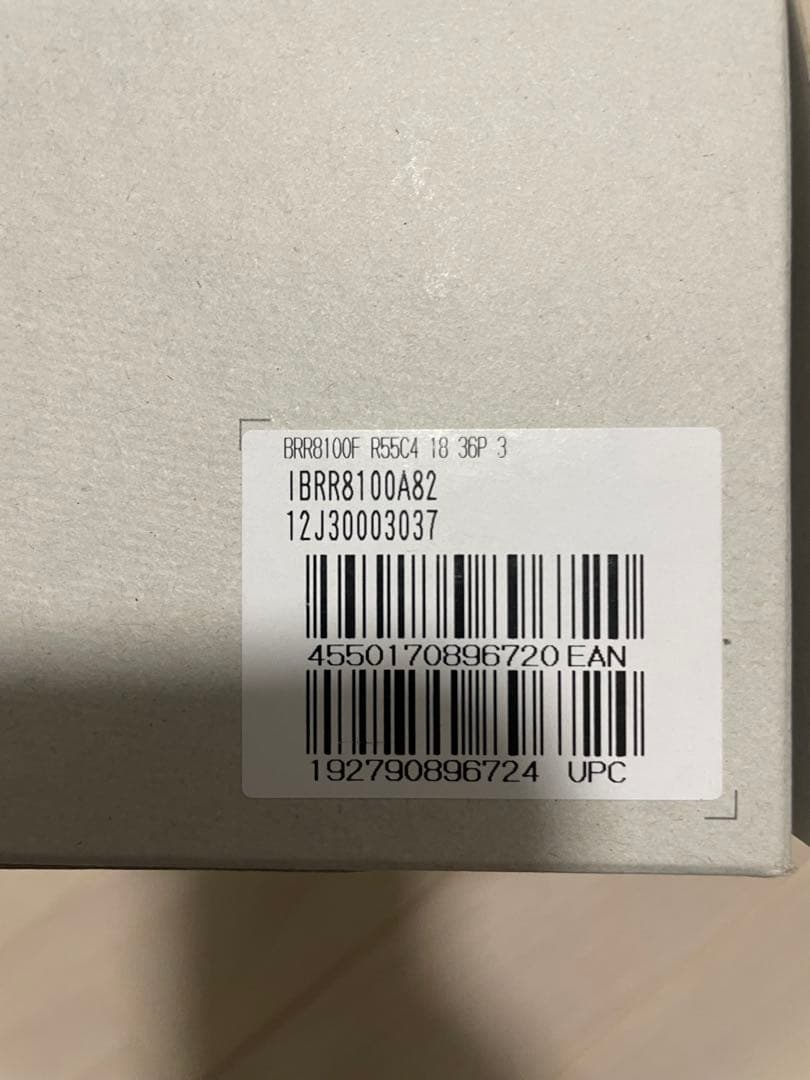 BRR8100F R55C4 18 36P 3
IBRR8100A82
12J30003037
4550170896720 EAN
192790896724 UPC